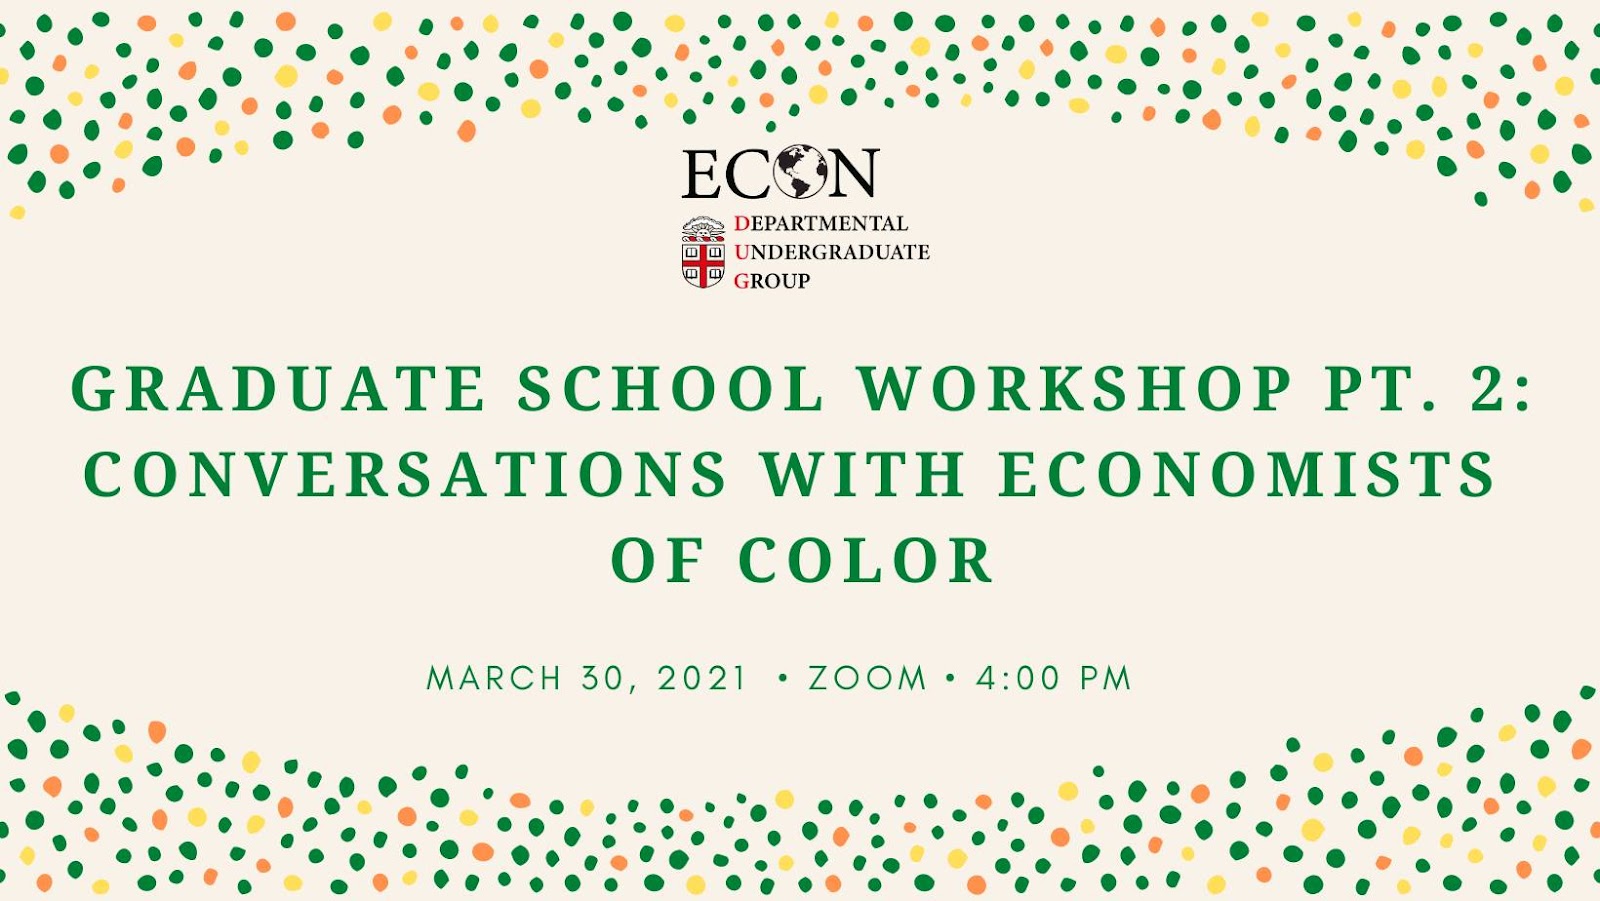 ECON
DEPARTMENTAL
UNDERGRADUATE
GROUP
GRADUATE SCHOOL WORKSHOP PT. 2:
CONVERSATIONS WITH ECONOMISTS
OF COLOR
MARCH 30, 2021 • ZOOM • 4:00 PM